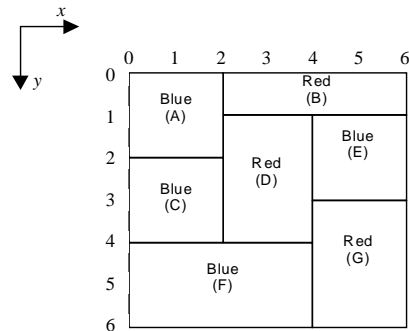 x
y
0 1 2 3 4 5 6
0
1
2
3
4
5
6
Blue
(A)
Red
(B)
Blue
(E)
Red
(D)
Blue
(C)
Red
(G)
Blue
(F)